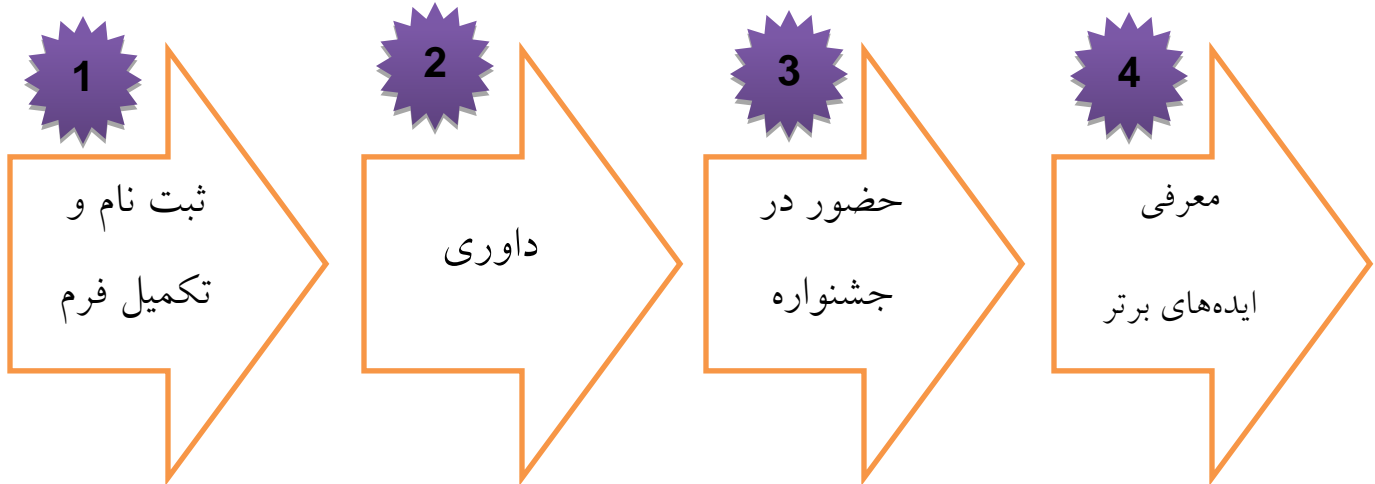 1
ثبت نام و
تکمیل فرم
2
داوری
3
حضور در
جشنواره
4
معرفی
ایده‌های برتر